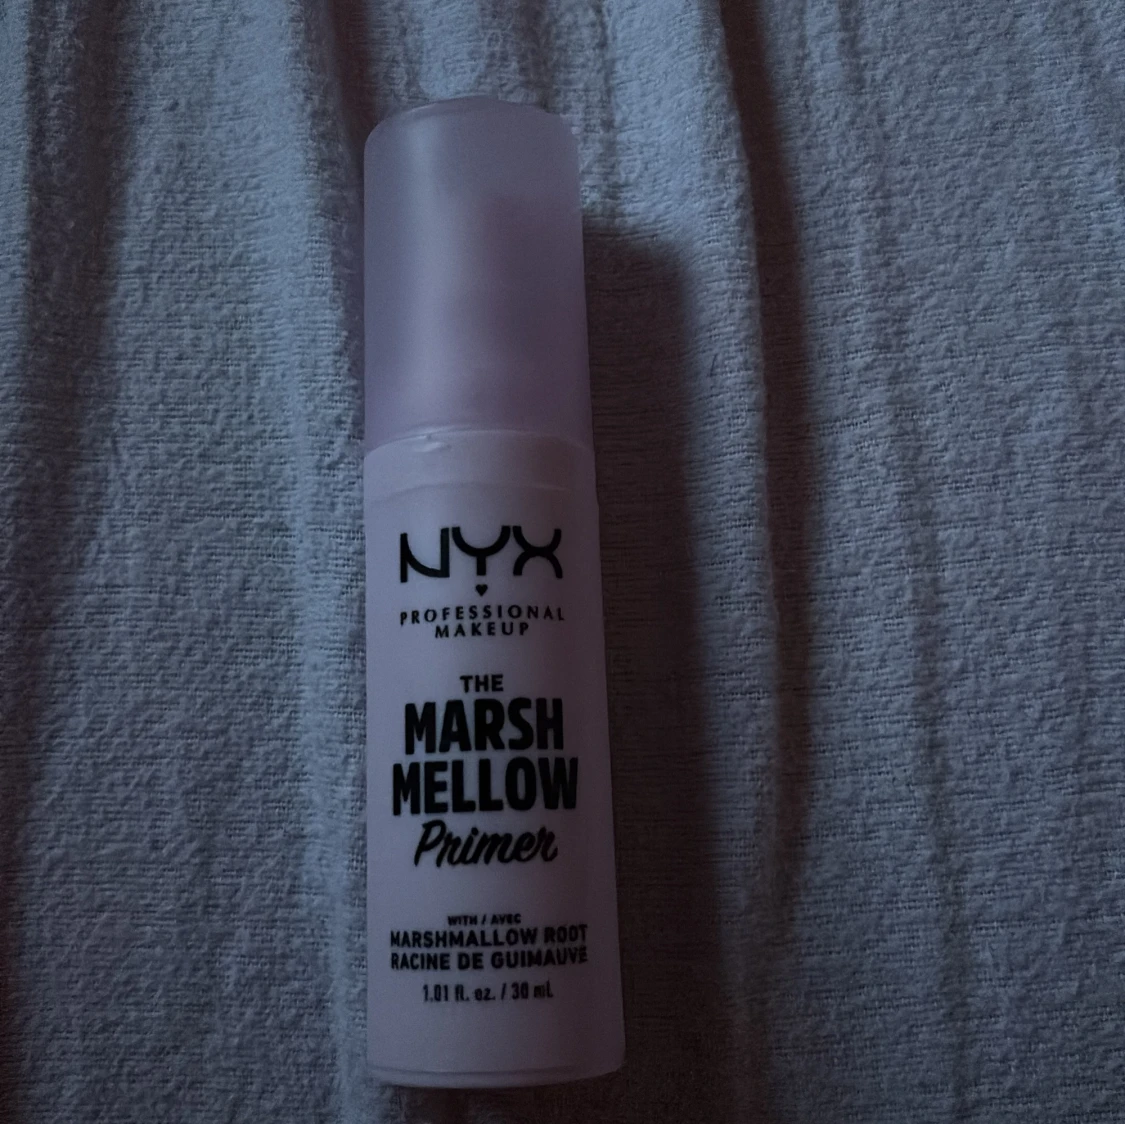 NYX
PROFESSIONAL
MAKEUP
THE
MARSH
MELLOW
Primer
WITH / AVEC
MARSHMALLOW ROOT
RACINE DE GUIMAUVE
1.01 fl. oz. / 30 mL